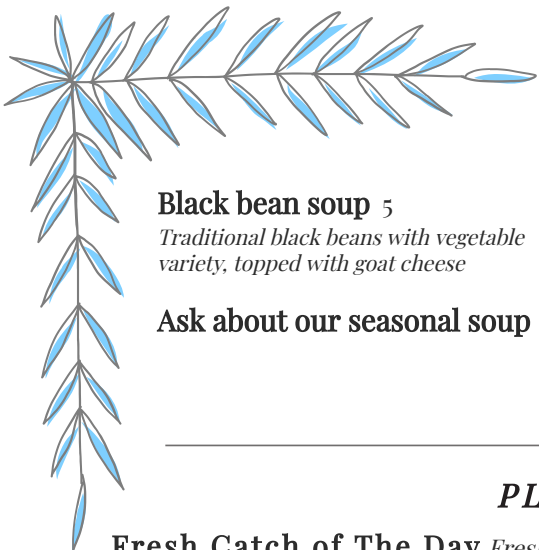 Black bean soup 5
Traditional black beans with vegetable
variety, topped with goat cheese
Ask about our seasonal soup
PL
Fresh Catch of The Day Fres